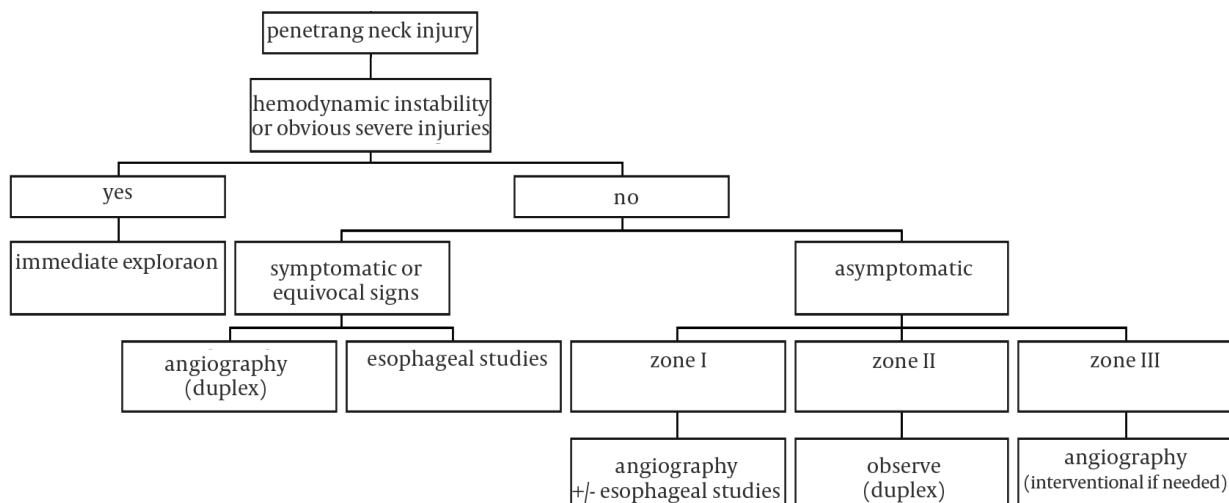 penetrang neck injury
hemodynamic instability
or obvious severe injuries
yes
no
immediate expIoraon
symptomatic or
equivocal signs
asymptomatic
angiography
(duplex)
esophageal studies
zone I
zone II
zone III
angiography
+/- esophageal studies
observe
(duplex)
angiography
(interventional if needed)